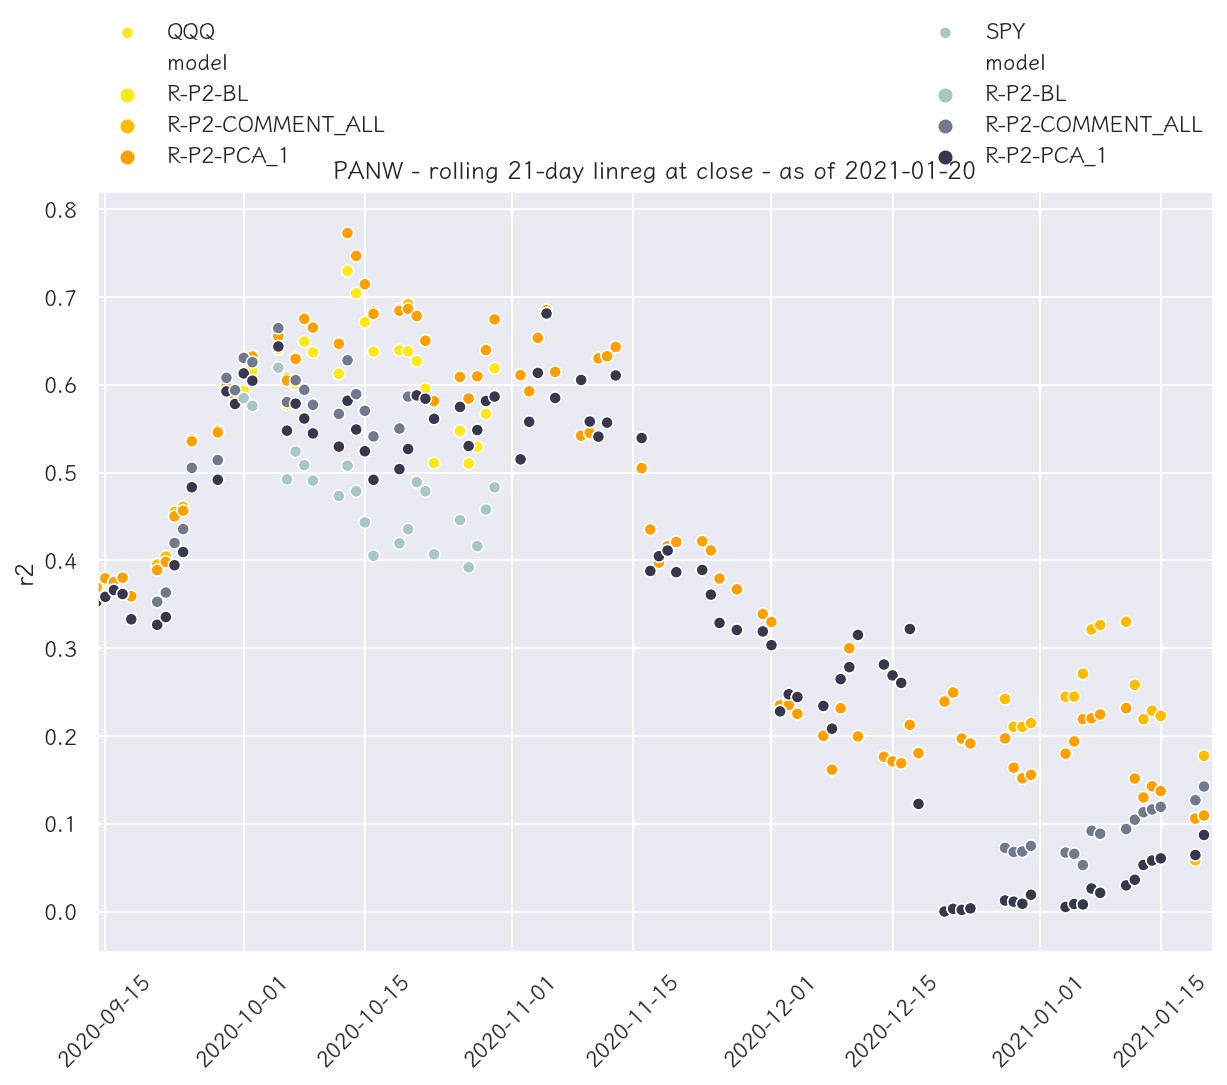 QQQ
model
R-P2-BL
R-P2-COMMENT_ALL
R-P2-PCA_1
SPY
model
R-P2-BL
R-P2-COMMENT_ALL
R-P2-PCA_1
PANW - rolling 21-day linreg at close - as of 2021-01-20
0.8
0.7
0.6
0.5
0.4
0.3
0.2
0.1
0.0
r2
2020-09-15
2020-10-01
2020-10-15
2020-11-01
2020-11-15
2020-12-01
2020-12-15
2021-01-01
2021-01-15